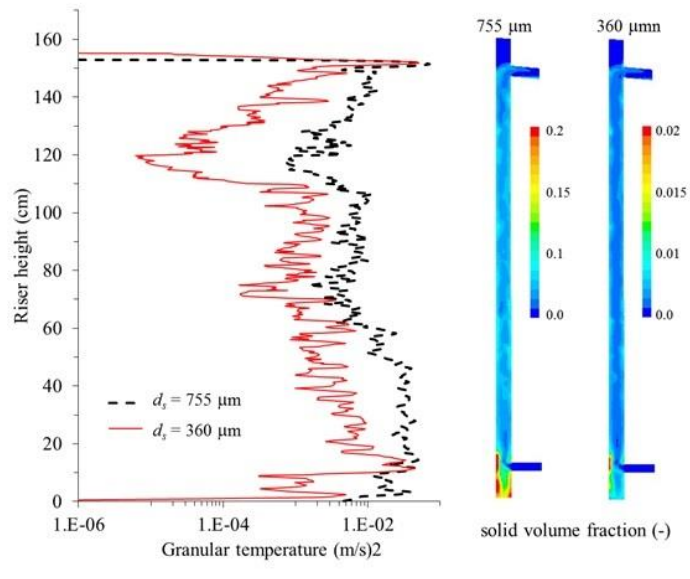 755 μm
360 μmn
160
140
120
100
80
60
40
20
0
Riser height (cm)
d_s = 755 μm
d_s = 360 μm
1.E-06
1.E-04
1.E-02
Granular temperature (m/s)2
0.2
0.15
0.1
0.0
0.02
0.015
0.01
0.0
solid volume fraction (-)